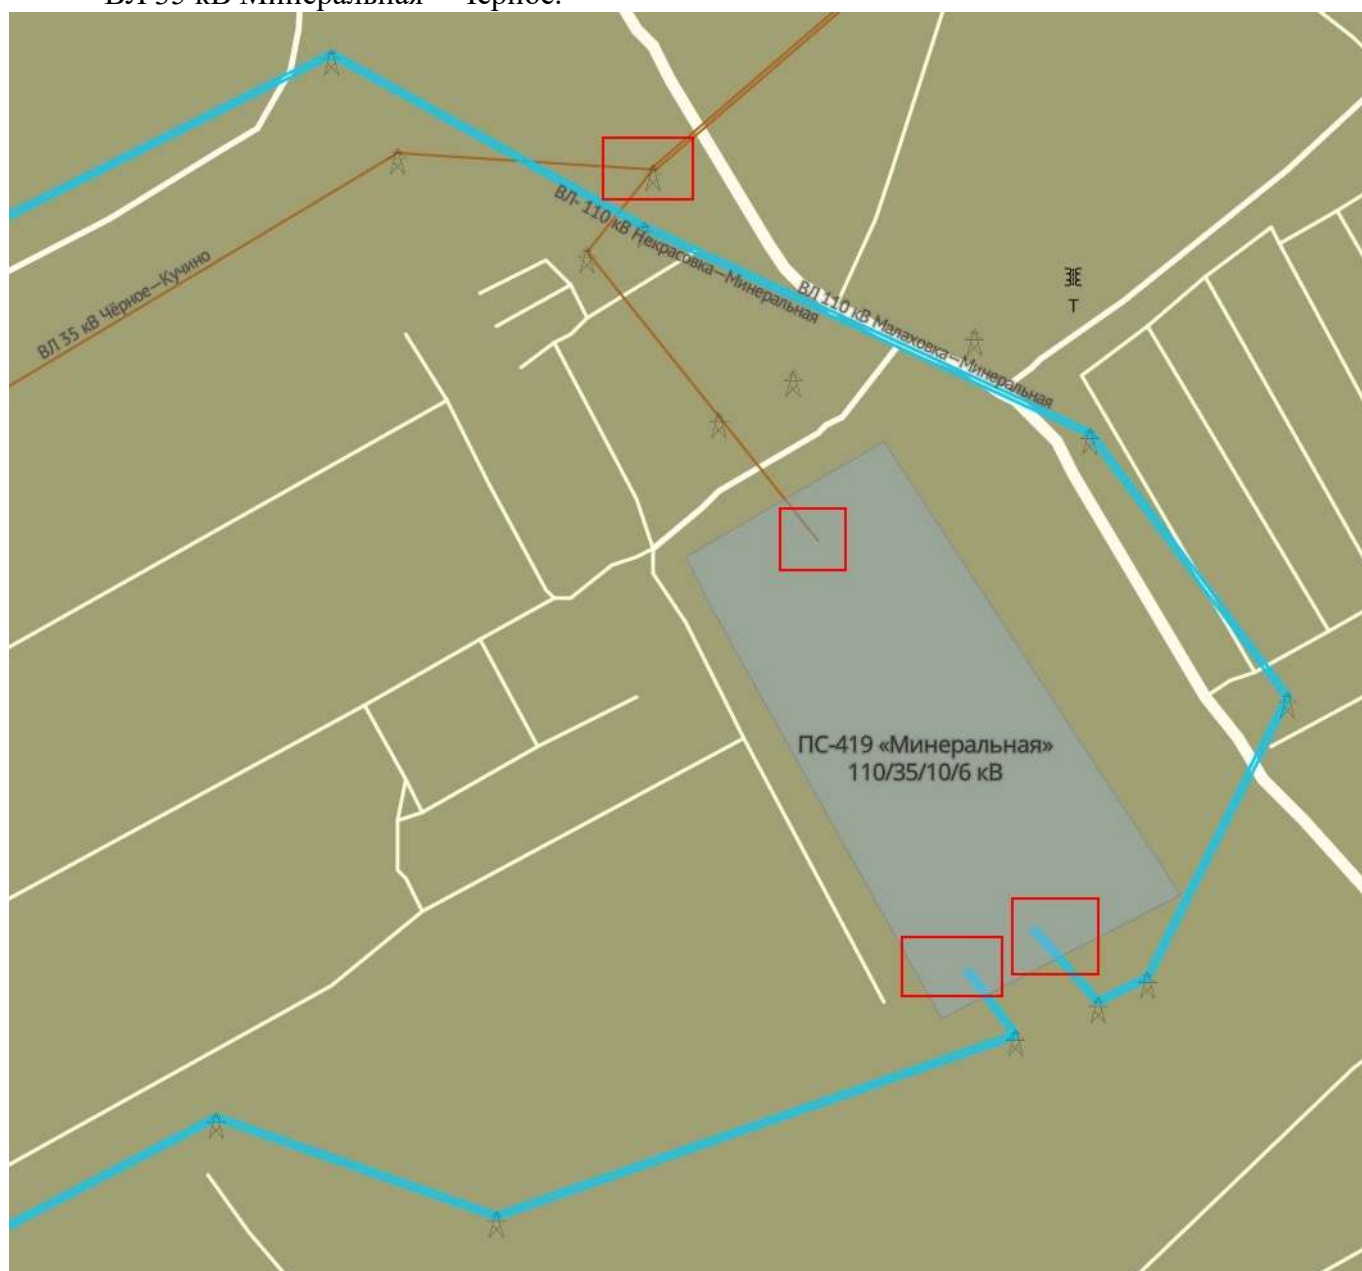 ВЛ 35 кВ Минеральная – Чёрное.
ВЛ- 110 кВ Некрасовка—Минеральная
ВЛ 35 кВ Чёрное—Кучино
ВЛ 110 кВ Малаховка—Минеральная
Т
ПС-419 «Минеральная»
110/35/10/6 кВ